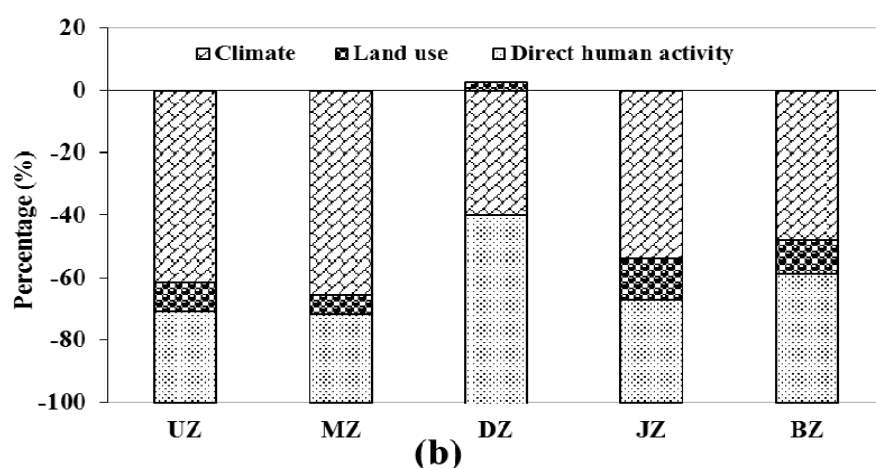 20
Climate Land use Direct human activity
0
-20
-40
-60
-80
-100
Percentage (%)
UZ MZ DZ JZ BZ
(b)